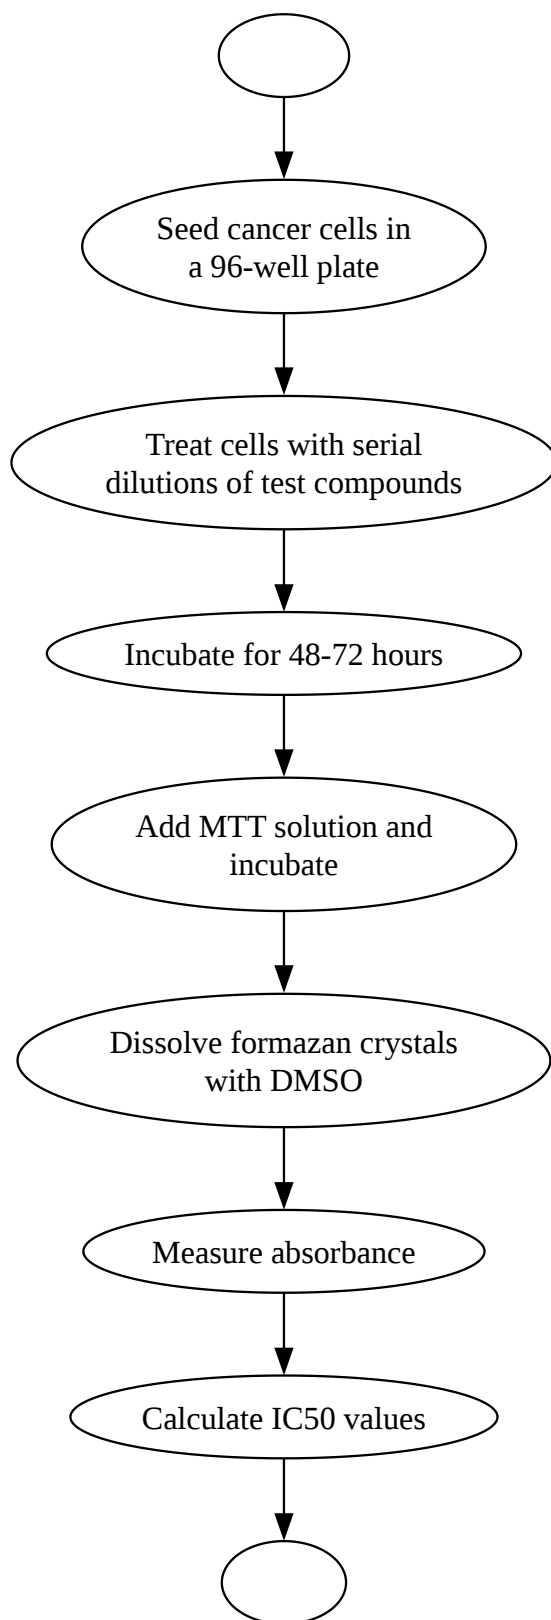 Seed cancer cells in
a 96-well plate
Treat cells with serial
dilutions of test compounds
Incubate for 48-72 hours
Add MTT solution and
incubate
Dissolve formazan crystals
with DMSO
Measure absorbance
Calculate IC50 values